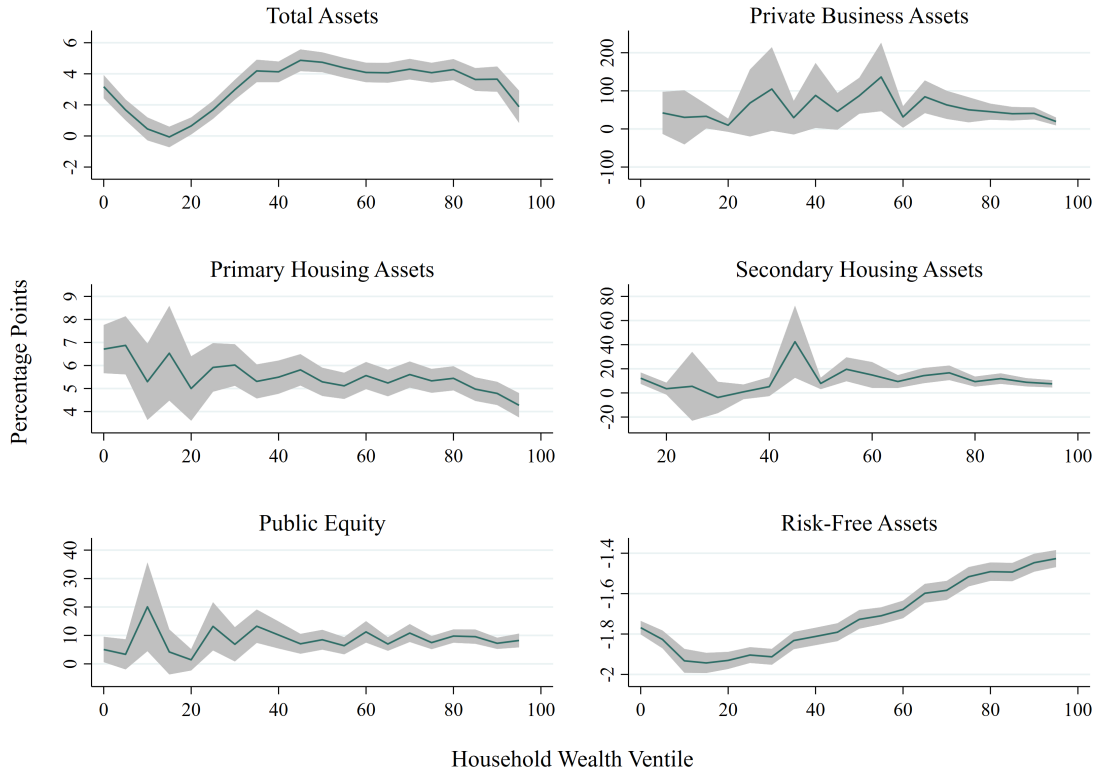 Total Assets
6
4
2
0
-2
0 20 40 60 80 100
Private Business Assets
200
100
0
-100
0 20 40 60 80 100
Percentage Points
Primary Housing Assets
9
8
7
6
5
4
0 20 40 60 80 100
Secondary Housing Assets
80
60
40
20
0
-20
20 40 60 80 100
Public Equity
40
30
20
10
0
0 20 40 60 80 100
Risk-Free Assets
-1.4
-1.6
-1.8
-2
0 20 40 60 80 100
Household Wealth Ventile